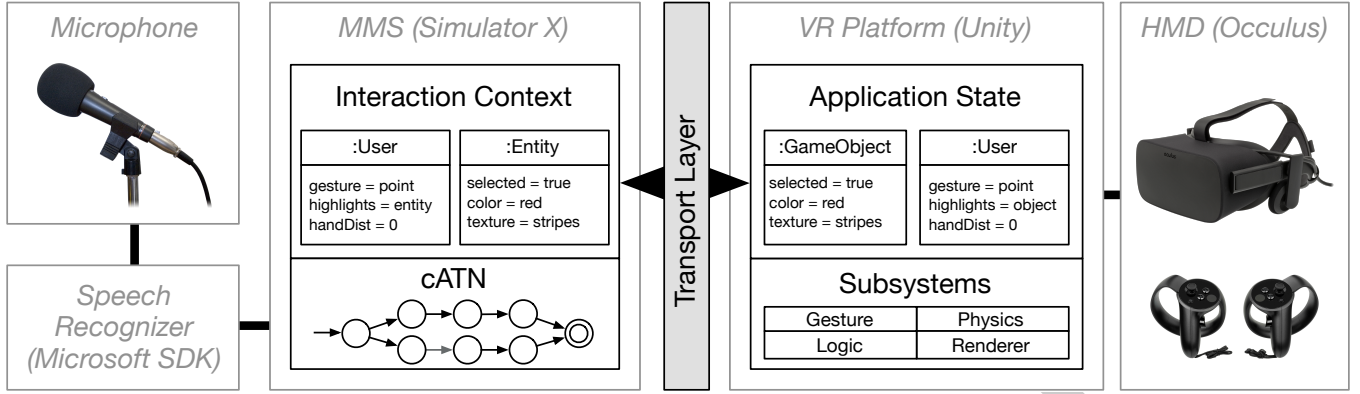 Microphone
Speech
Recognizer
(Microsoft SDK)
MMS (Simulator X)
Interaction Context
:User
gesture = point
highlights = entity
handDist = 0
:Entity
selected = true
color = red
texture = stripes
cATN
Transport Layer
VR Platform (Unity)
Application State
:GameObject
selected = true
color = red
texture = stripes
:User
gesture = point
highlights = object
handDist = 0
Subsystems
Gesture
Physics
Logic
Renderer
HMD (Occulus)